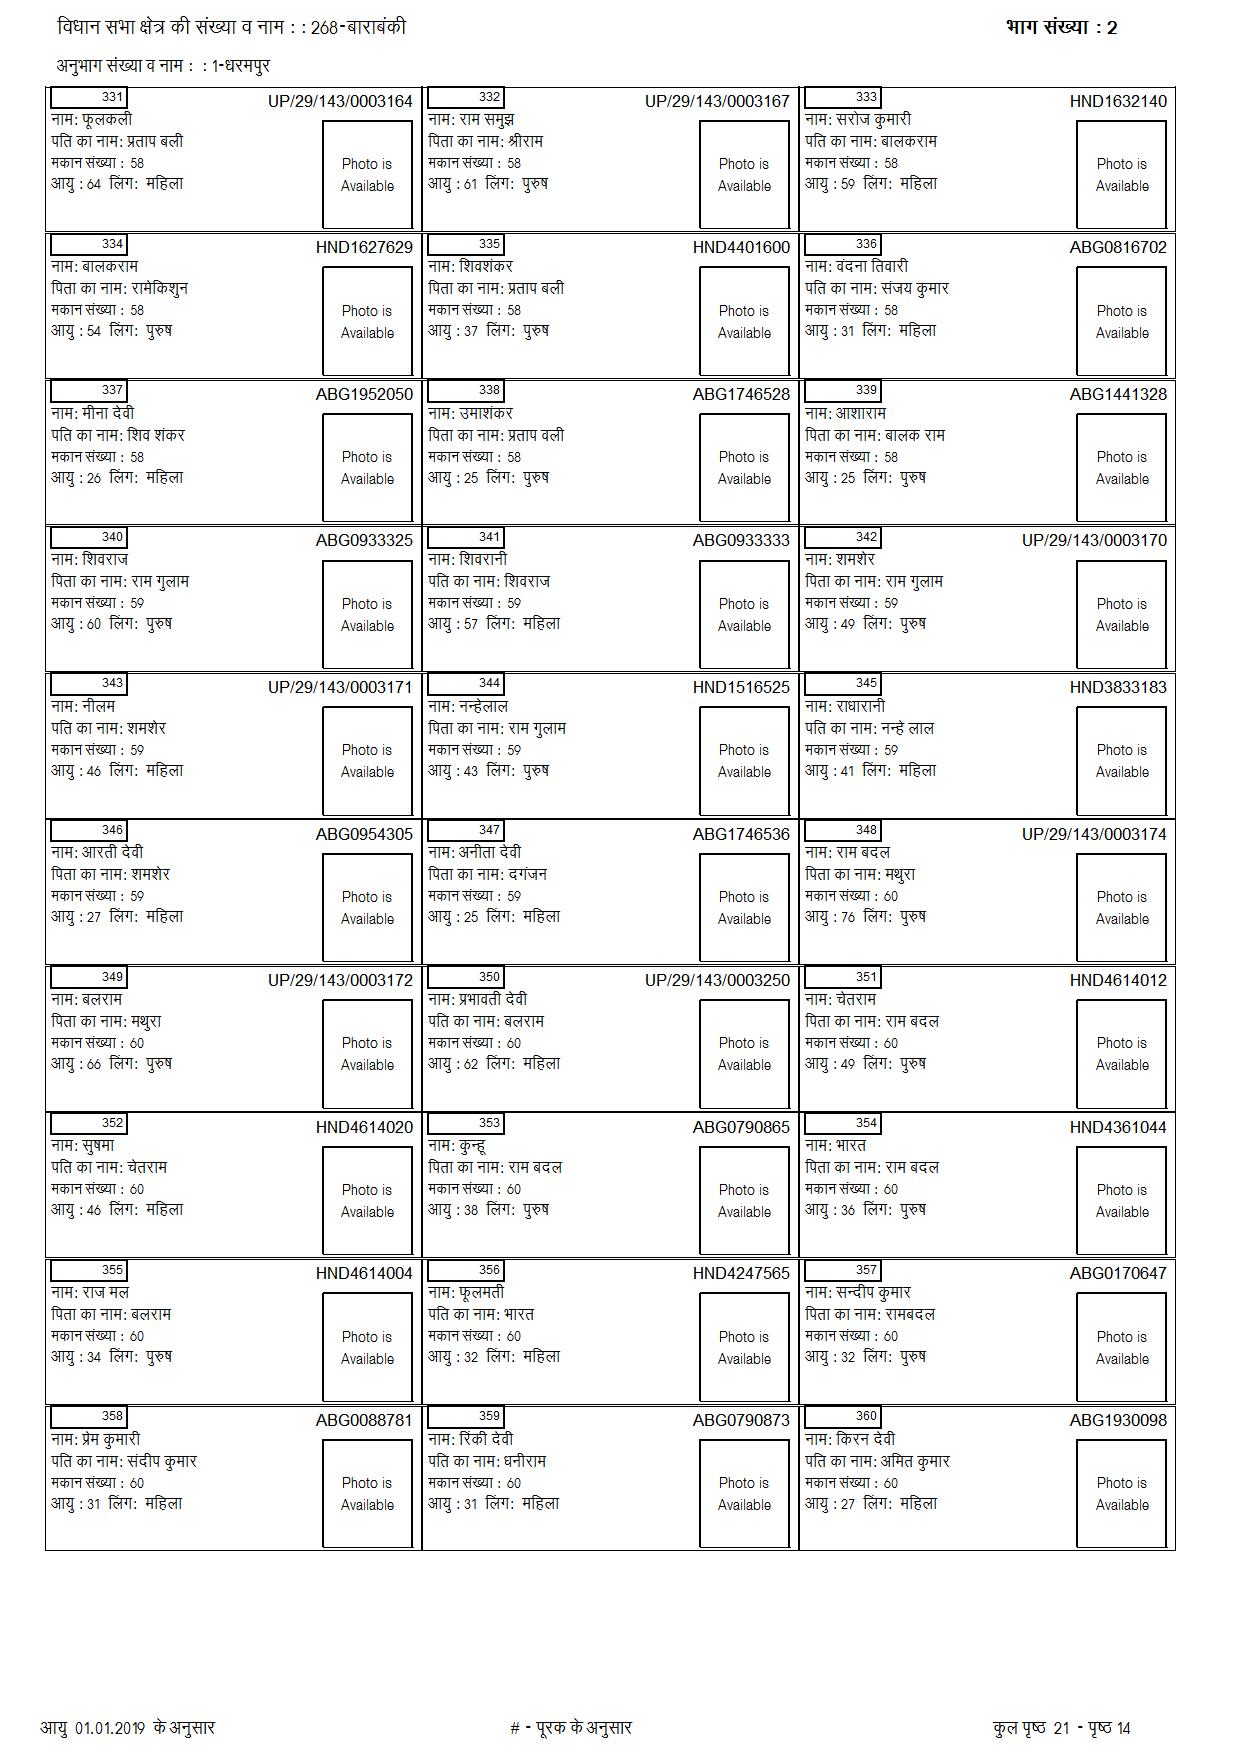 विधान सभा क्षेत्र की संख्या व नाम : : 268-बाराबंकी
भाग संख्या : 2
अनुभाग संख्या व नाम : : 1-धरमपुर
331 UP/29/143/0003164
नाम: फूलकली
पति का नाम: प्रताप बली
मकान संख्या : 58
आयु : 64 लिंग: महिला
Photo is
Available
332 UP/29/143/0003167
नाम: राम समुझ
पिता का नाम: श्रीराम
मकान संख्या : 58
आयु : 61 लिंग: पुरुष
Photo is
Available
333 HND1632140
नाम: सरोज कुमारी
पति का नाम: बालकराम
मकान संख्या : 58
आयु : 59 लिंग: महिला
Photo is
Available
334 HND1627629
नाम: बालकराम
पिता का नाम: रामेकिशुन
मकान संख्या : 58
आयु : 54 लिंग: पुरुष
Photo is
Available
335 HND4401600
नाम: शिवशंकर
पिता का नाम: प्रताप बली
मकान संख्या : 58
आयु : 37 लिंग: पुरुष
Photo is
Available
336 ABG0816702
नाम: वंदना तिवारी
पति का नाम: संजय कुमार
मकान संख्या : 58
आयु : 31 लिंग: महिला
Photo is
Available
337 ABG1952050
नाम: मीना देवी
पति का नाम: शिव शंकर
मकान संख्या : 58
आयु : 26 लिंग: महिला
Photo is
Available
338 ABG1746528
नाम: उमाशंकर
पिता का नाम: प्रताप वली
मकान संख्या : 58
आयु : 25 लिंग: पुरुष
Photo is
Available
339 ABG1441328
नाम: आशाराम
पिता का नाम: बालक राम
मकान संख्या : 58
आयु : 25 लिंग: पुरुष
Photo is
Available
340 ABG0933325
नाम: शिवराज
पिता का नाम: राम गुलाम
मकान संख्या : 59
आयु : 60 लिंग: पुरुष
Photo is
Available
341 ABG0933333
नाम: शिवरानी
पति का नाम: शिवराज
मकान संख्या : 59
आयु : 57 लिंग: महिला
Photo is
Available
342 UP/29/143/0003170
नाम: शमशेर
पिता का नाम: राम गुलाम
मकान संख्या : 59
आयु : 49 लिंग: पुरुष
Photo is
Available
343 UP/29/143/0003171
नाम: नीलम
पति का नाम: शमशेर
मकान संख्या : 59
आयु : 46 लिंग: महिला
Photo is
Available
344 HND1516525
नाम: नन्हेलाल
पिता का नाम: राम गुलाम
मकान संख्या : 59
आयु : 43 लिंग: पुरुष
Photo is
Available
345 HND3833183
नाम: राधारानी
पति का नाम: नन्हे लाल
मकान संख्या : 59
आयु : 41 लिंग: महिला
Photo is
Available
346 ABG0954305
नाम: आरती देवी
पिता का नाम: शमशेर
मकान संख्या : 59
आयु : 27 लिंग: महिला
Photo is
Available
347 ABG1746536
नाम: अनीता देवी
पिता का नाम: दगंजन
मकान संख्या : 59
आयु : 25 लिंग: महिला
Photo is
Available
348 UP/29/143/0003174
नाम: राम बदल
पिता का नाम: मथुरा
मकान संख्या : 60
आयु : 76 लिंग: पुरुष
Photo is
Available
349 UP/29/143/0003172
नाम: बलराम
पिता का नाम: मथुरा
मकान संख्या : 60
आयु : 66 लिंग: पुरुष
Photo is
Available
350 UP/29/143/0003250
नाम: प्रभावती देवी
पति का नाम: बलराम
मकान संख्या : 60
आयु : 62 लिंग: महिला
Photo is
Available
351 HND4614012
नाम: चेतराम
पिता का नाम: राम बदल
मकान संख्या : 60
आयु : 49 लिंग: पुरुष
Photo is
Available
352 HND4614020
नाम: सुषमा
पति का नाम: चेतराम
मकान संख्या : 60
आयु : 46 लिंग: महिला
Photo is
Available
353 ABG0790865
नाम: कुन्हू
पिता का नाम: राम बदल
मकान संख्या : 60
आयु : 38 लिंग: पुरुष
Photo is
Available
354 HND4361044
नाम: भारत
पिता का नाम: राम बदल
मकान संख्या : 60
आयु : 36 लिंग: पुरुष
Photo is
Available
355 HND4614004
नाम: राज मल
पिता का नाम: बलराम
मकान संख्या : 60
आयु : 34 लिंग: पुरुष
Photo is
Available
356 HND4247565
नाम: फूलमती
पति का नाम: भारत
मकान संख्या : 60
आयु : 32 लिंग: महिला
Photo is
Available
357 ABG0170647
नाम: सन्दीप कुमार
पिता का नाम: रामबदल
मकान संख्या : 60
आयु : 32 लिंग: पुरुष
Photo is
Available
358 ABG0088781
नाम: प्रेम कुमारी
पति का नाम: संदीप कुमार
मकान संख्या : 60
आयु : 31 लिंग: महिला
Photo is
Available
359 ABG0790873
नाम: रिंकी देवी
पति का नाम: धनीराम
मकान संख्या : 60
आयु : 31 लिंग: महिला
Photo is
Available
360 ABG1930098
नाम: किरन देवी
पति का नाम: अमित कुमार
मकान संख्या : 60
आयु : 27 लिंग: महिला
Photo is
Available
आयु 01.01.2019 के अनुसार
# - पूरक के अनुसार
कुल पृष्ठ 21 - पृष्ठ 14